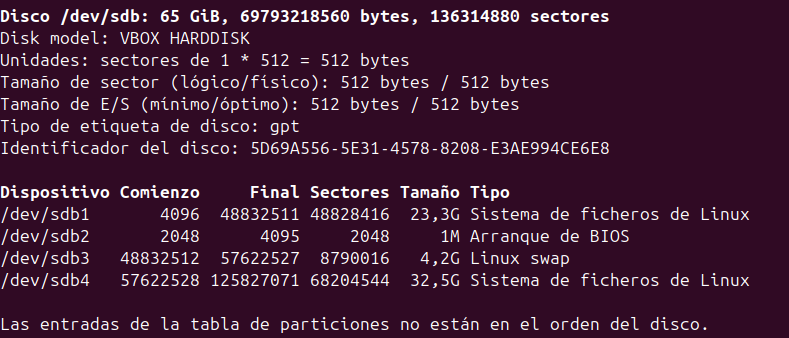 Disco /dev/sdb: 65 GiB, 69793218560 bytes, 136314880 sectores
Disk model: VBOX HARDDISK
Unidades: sectores de 1 * 512 = 512 bytes
Tamaño de sector (lógico/físico): 512 bytes / 512 bytes
Tamaño de E/S (mínimo/óptimo): 512 bytes / 512 bytes
Tipo de etiqueta de disco: gpt
Identificador del disco: 5D69A556-5E31-4578-8208-E3AE994CE6E8
Dispositivo Comienzo Final Sectores Tamaño Tipo
/dev/sdb1 4096 48832511 48828416 23,3G Sistema de ficheros de Linux
/dev/sdb2 2048 4095 2048 1M Arranque de BIOS
/dev/sdb3 48832512 57622527 8790016 4,2G Linux swap
/dev/sdb4 57622528 125827071 68204544 32,5G Sistema de ficheros de Linux
Las entradas de la tabla de particiones no están en el orden del disco.